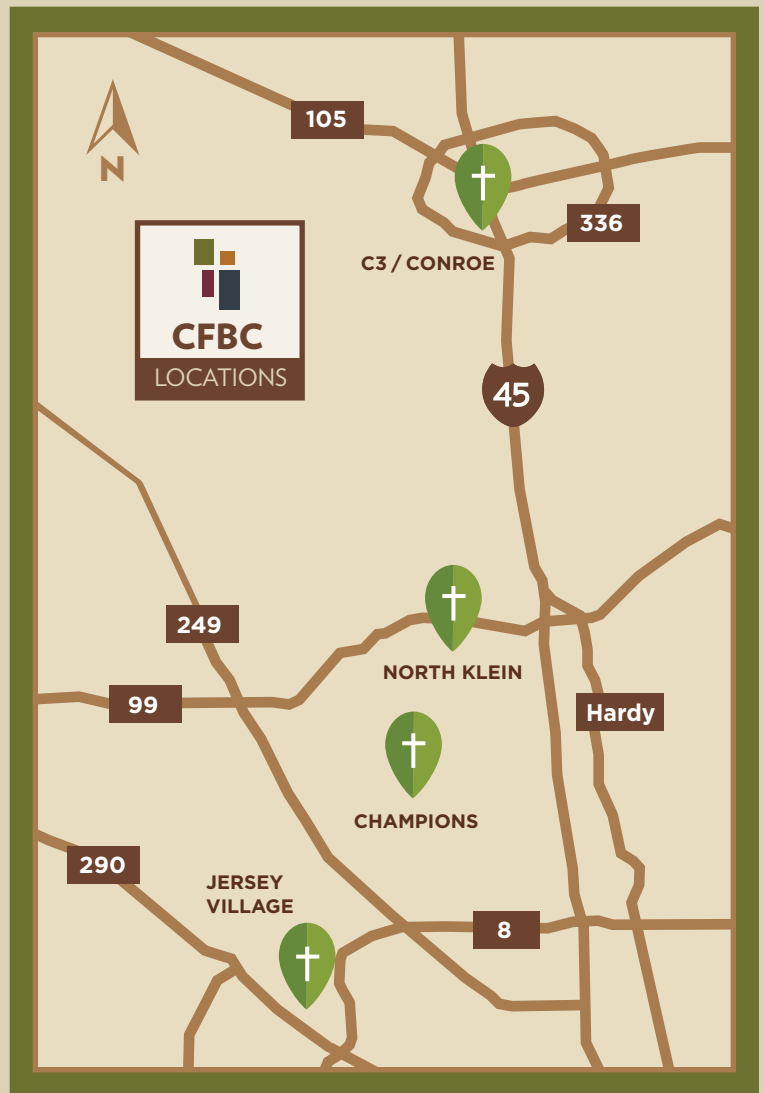 105
N
336
C3 / CONROE
CFBC
LOCATIONS
45
249
NORTH KLEIN
99
Hardy
CHAMPIONS
290
JERSEY
VILLAGE
8